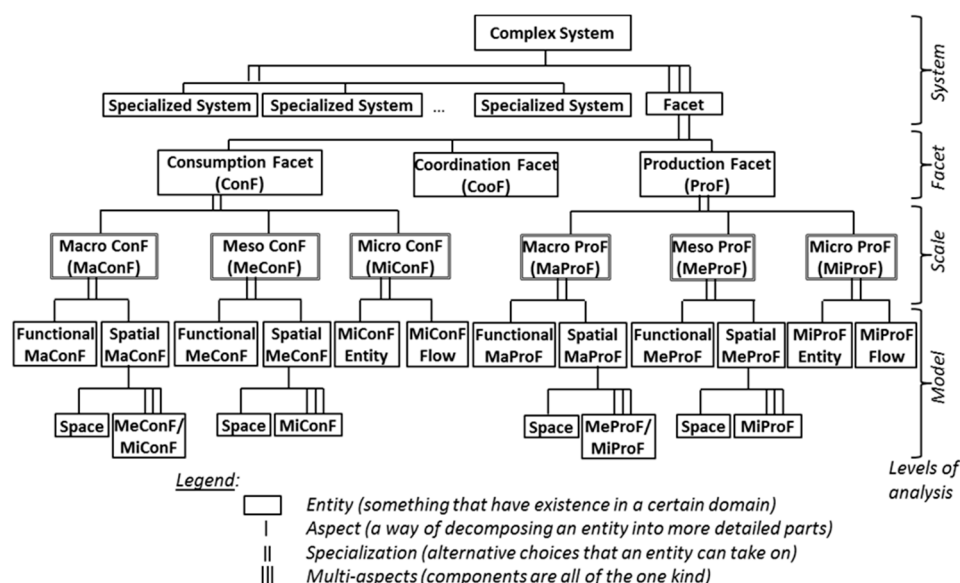 Complex System
System
Specialized System Specialized System ... Specialized System Facet
Consumption Facet
(ConF)
Coordination Facet
(CooF)
Production Facet
(ProF)
Facet
Macro ConF
(MaConF)
Meso ConF
(MeConF)
Micro ConF
(MiConF)
Macro ProF
(MaProF)
Meso ProF
(MeProF)
Micro ProF
(MiProF)
Scale
Functional
MaConF
Spatial
MaConF
Functional
MeConF
Spatial
MeConF
MiConF
Entity
MiConF
Flow
Functional
MaProF
Spatial
MaProF
Functional
MeProF
Spatial
MeProF
MiProF
Entity
MiProF
Flow
Model
Space
MeConF/
MiConF
Space
MiConF
Space
MeProF/
MiProF
Space
MiProF
Levels of
analysis
Legend:
Entity (something that have existence in a certain domain)
Aspect (a way of decomposing an entity into more detailed parts)
Specialization (alternative choices that an entity can take on)
Multi-aspects (components are all of the one kind)